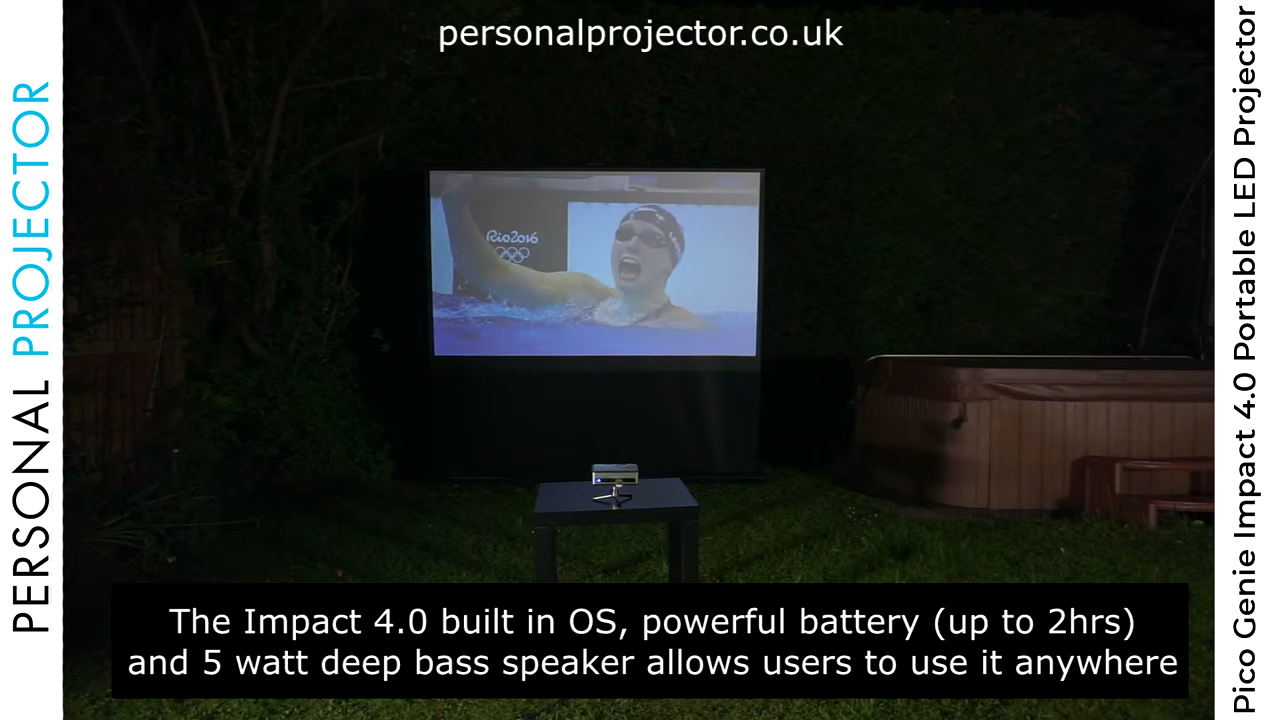 personalprojector.co.uk
PERSONAL PROJECTOR
Rio2016
The Impact 4.0 built in OS, powerful battery (up to 2hrs)
and 5 watt deep bass speaker allows users to use it anywhere
Pico Genie Impact 4.0 Portable LED Projector